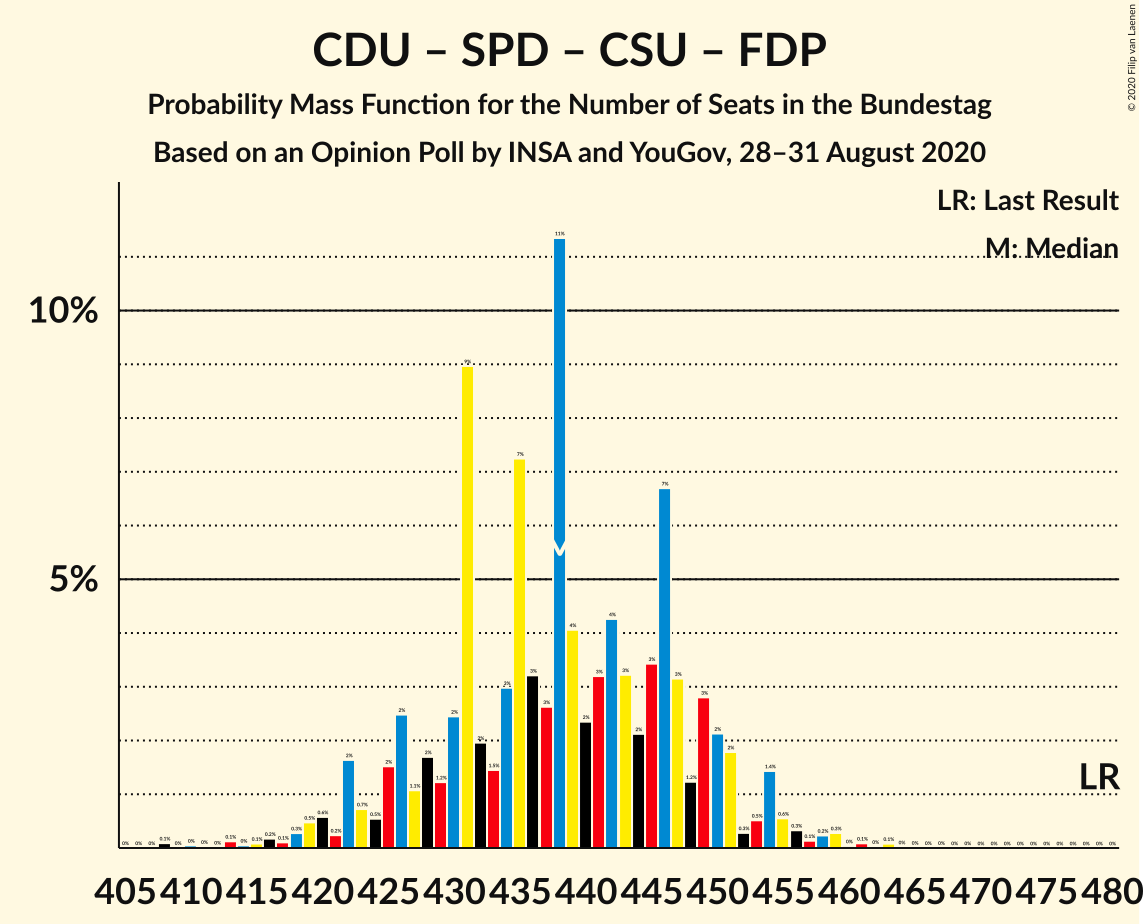 CDU – SPD – CSU – FDP
Probability Mass Function for the Number of Seats in the Bundestag
Based on an Opinion Poll by INSA and YouGov, 28–31 August 2020
© 2020 Filip van Laenen
LR: Last Result
M: Median
10%
5%
M
LR
405 410 415 420 425 430 435 440 445 450 455 460 465 470 475 480